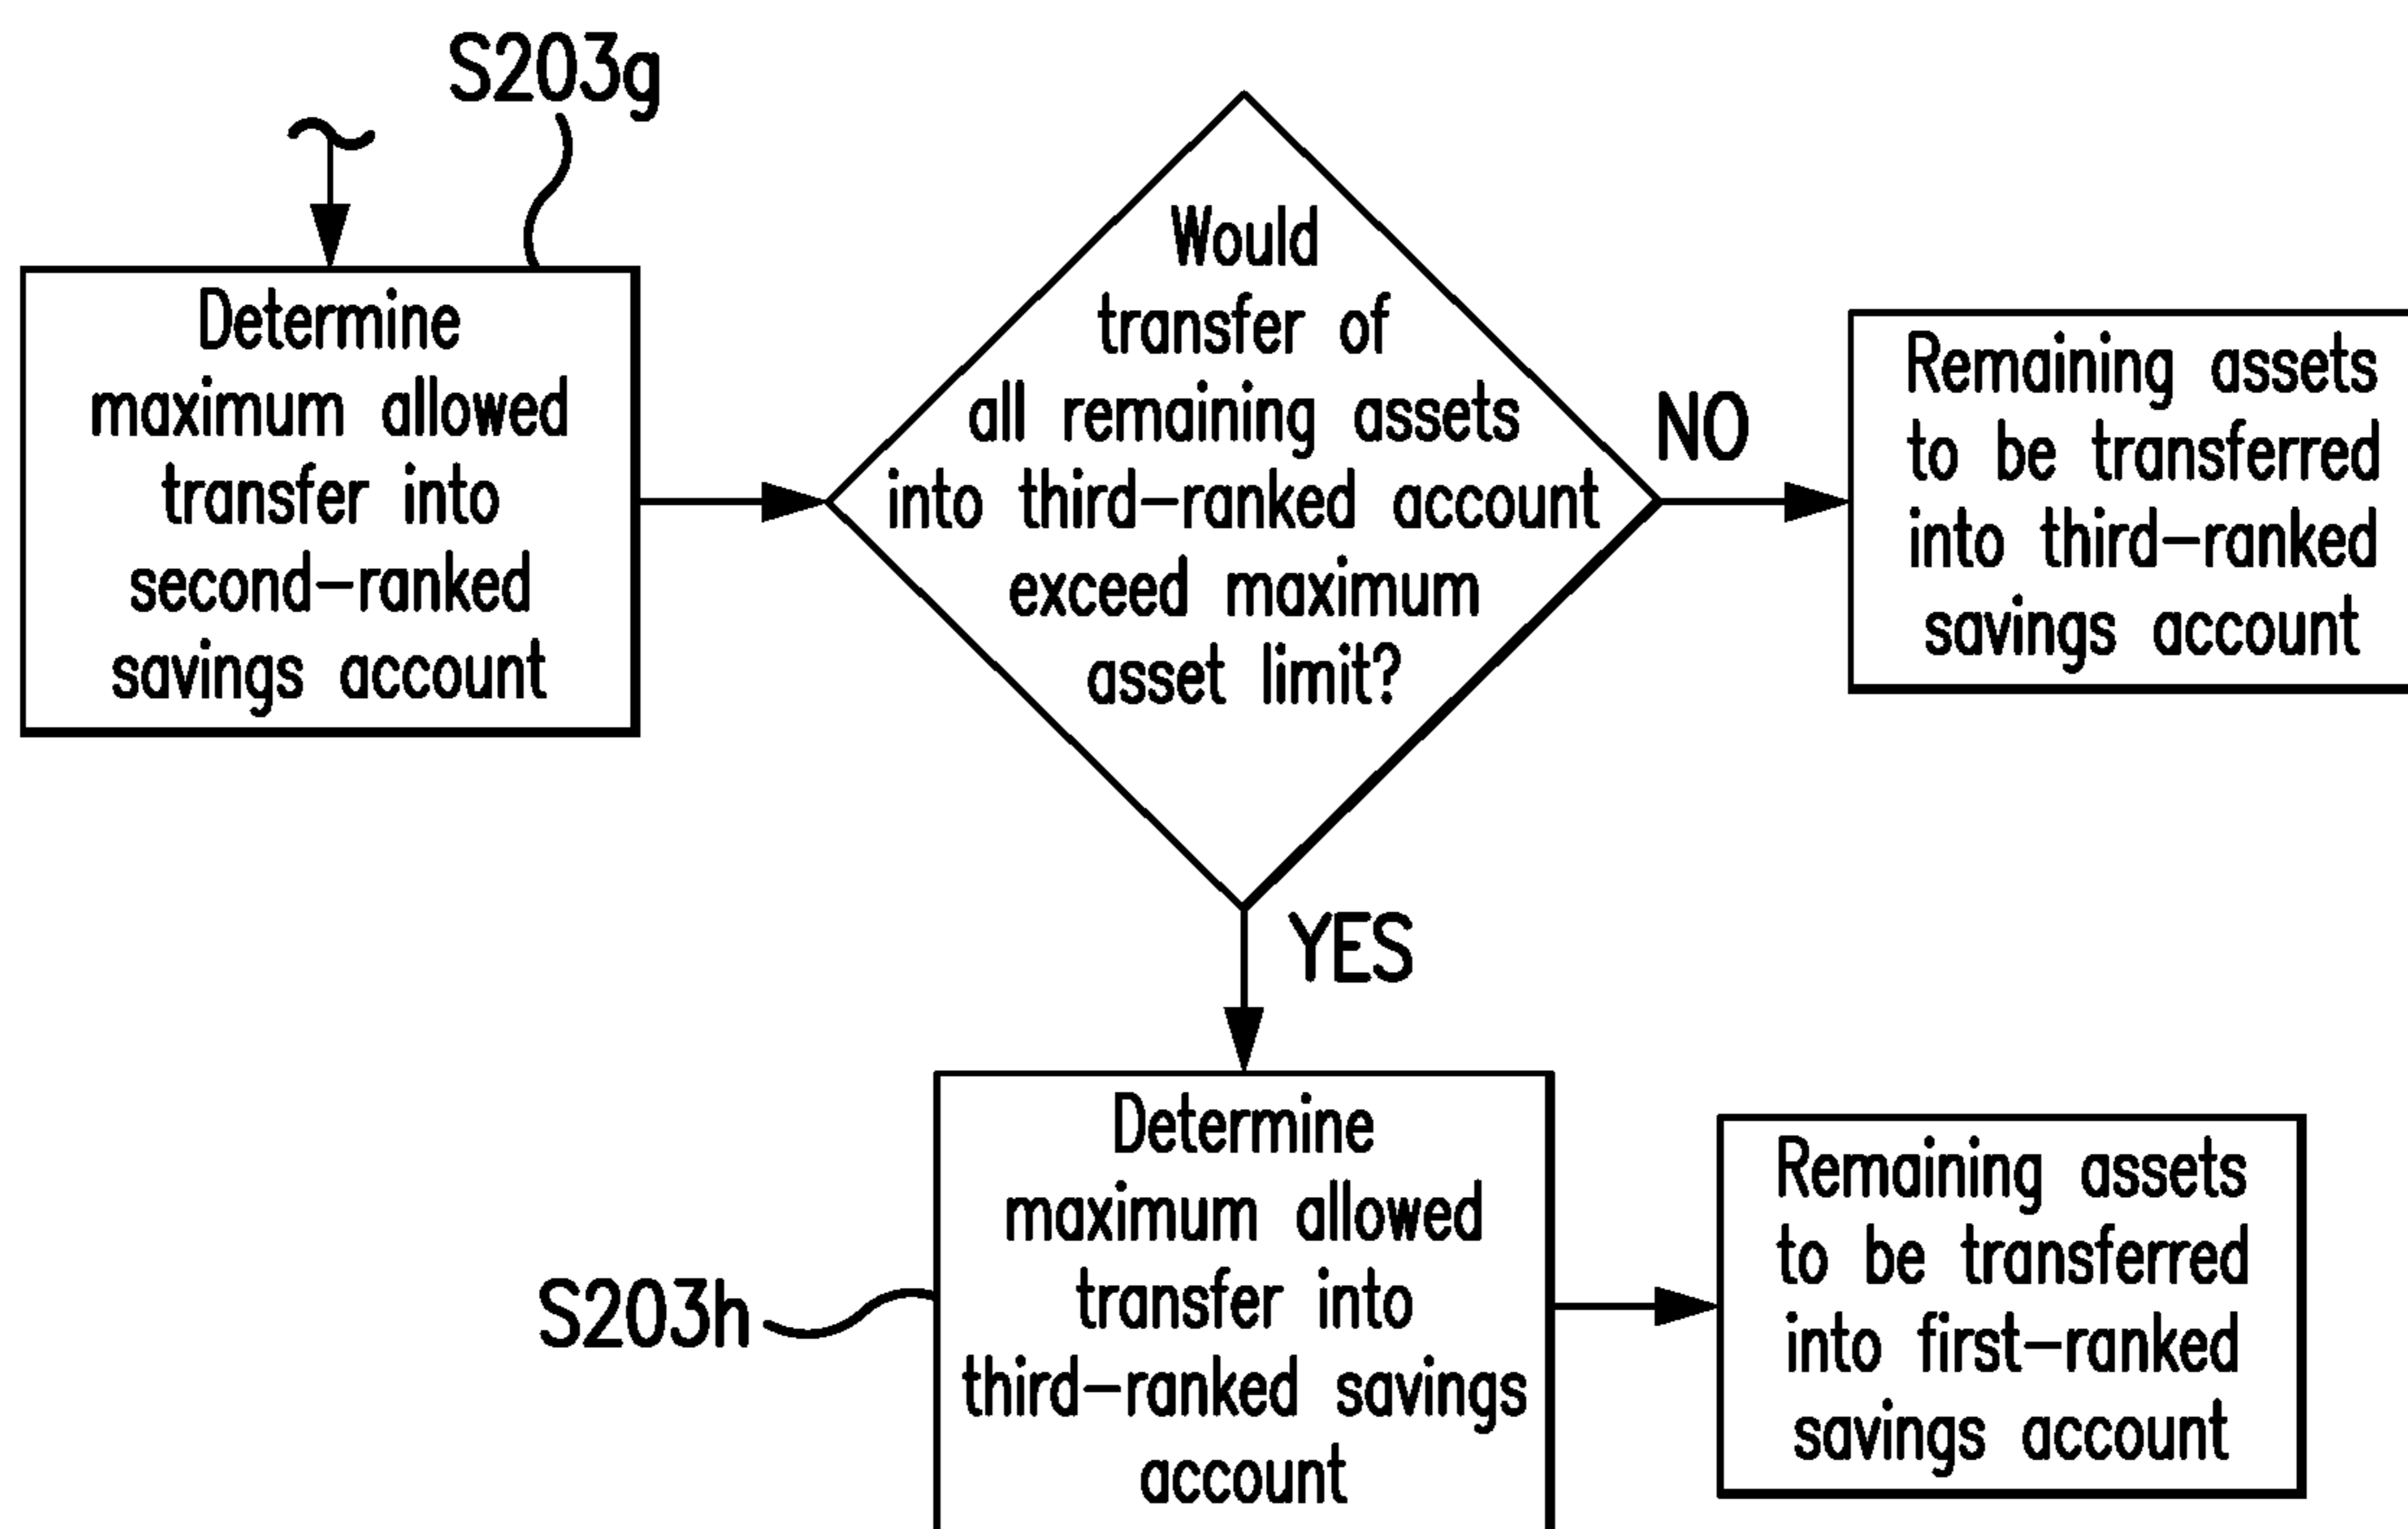 S203g
Determine
maximum allowed
transfer into
second-ranked
savings account
Would
transfer of
all remaining assets
into third-ranked account
exceed maximum
asset limit?
NO
Remaining assets
to be transferred
into third-ranked
savings account
YES
S203h
Determine
maximum allowed
transfer into
third-ranked savings
account
Remaining assets
to be transferred
into first-ranked
savings account